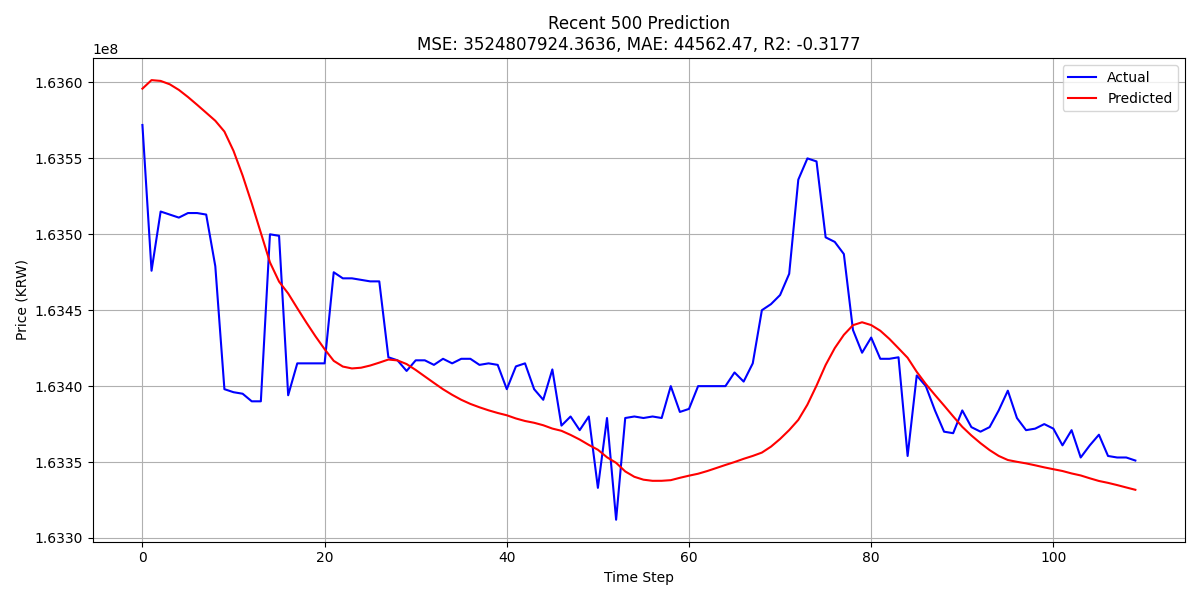 Recent 500 Prediction
MSE: 3524807924.3636, MAE: 44562.47, R2: -0.3177
1e8
1.6360
1.6355
1.6350
1.6345
1.6340
1.6335
1.6330
Price (KRW)
Actual
Predicted
0 20 40 60 80 100
Time Step